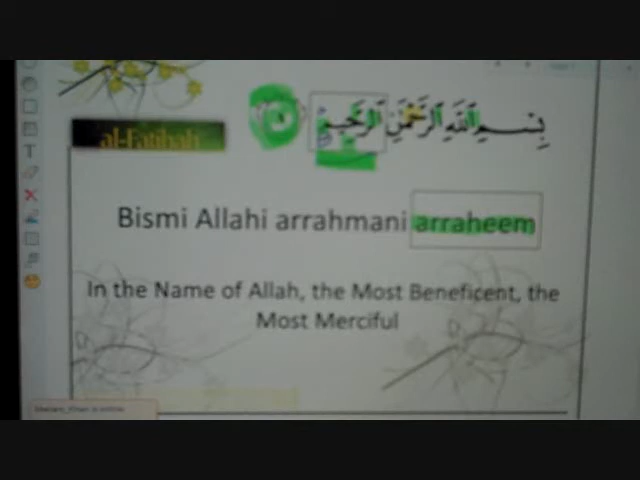 بِسْمِ ٱللَّهِ ٱلرَّحْمَٰنِ ٱلرَّحِيمِ
al-Fatihah
Bismi Allahi arrahmani arraheem
In the Name of Allah, the Most Beneficent, the
Most Merciful